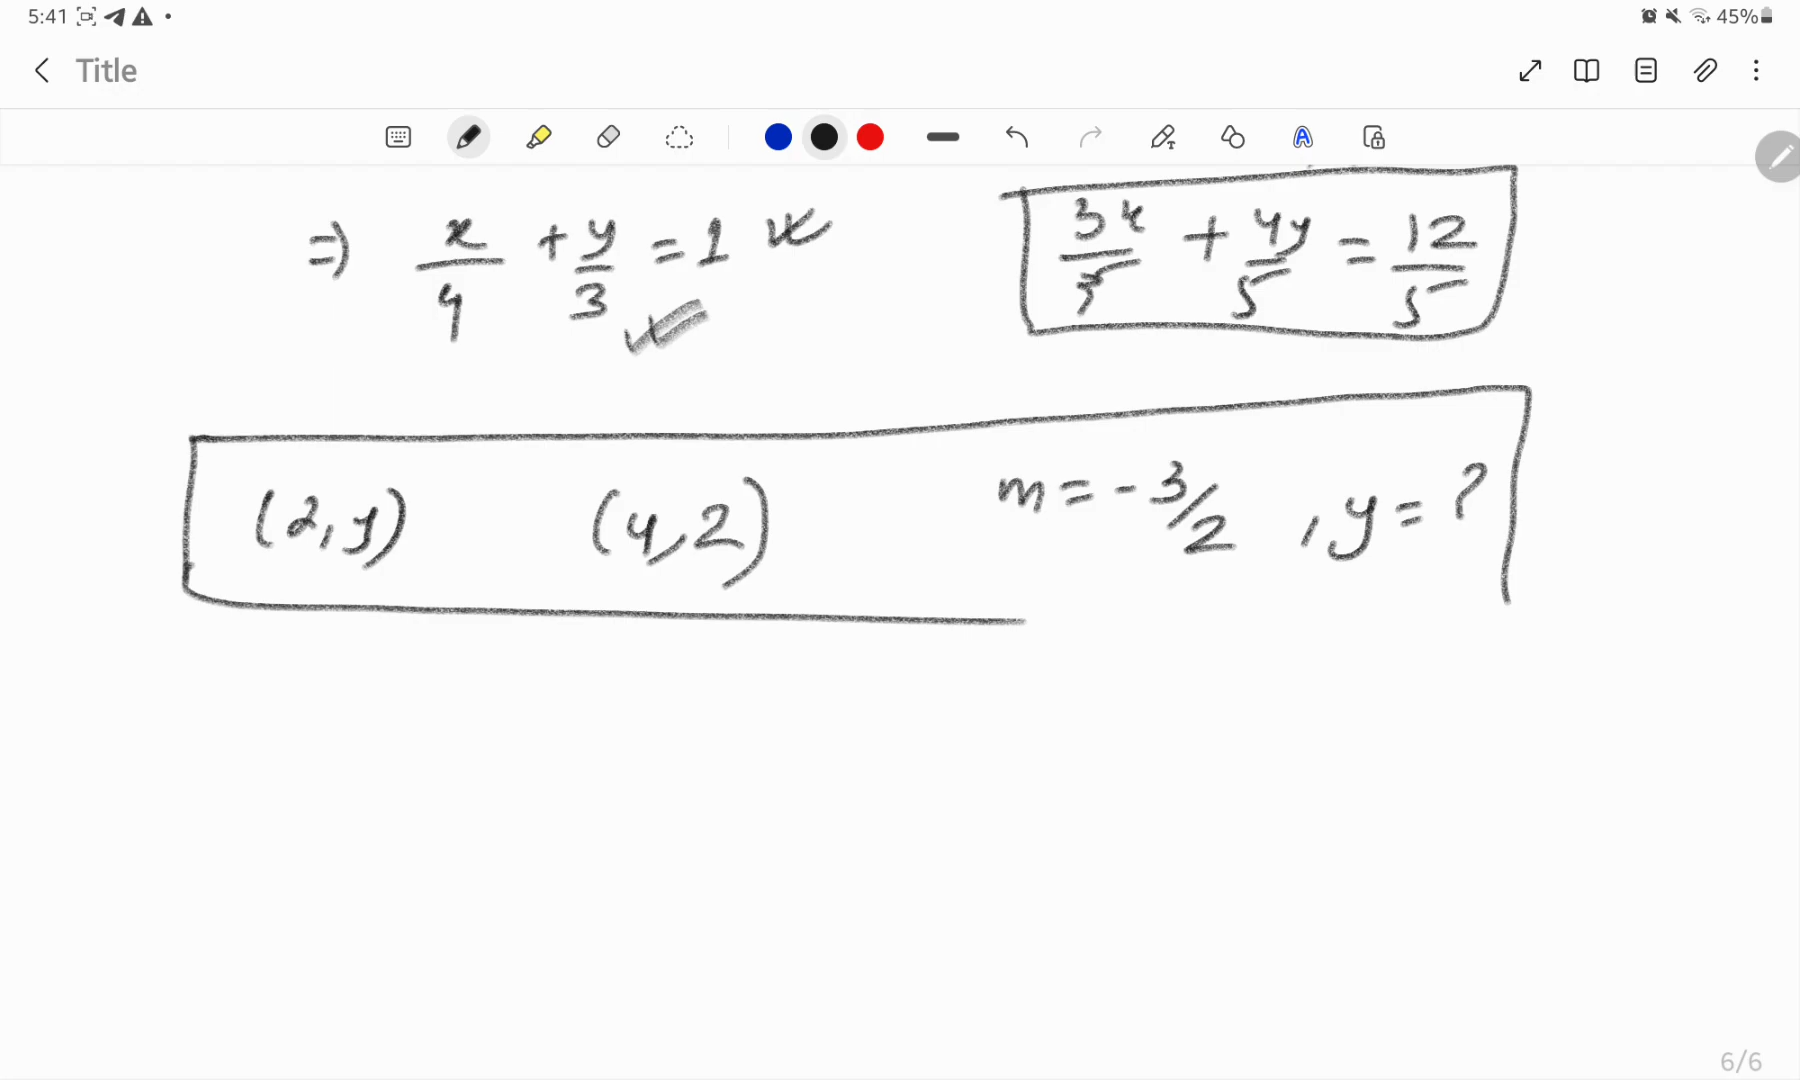 5:41 45%
Title
=) x/4 + y/3 = 1
3x/5 + 4y/5 = 12/5
(2,y) (4,2) m = -3/2 , y = ?
6/6